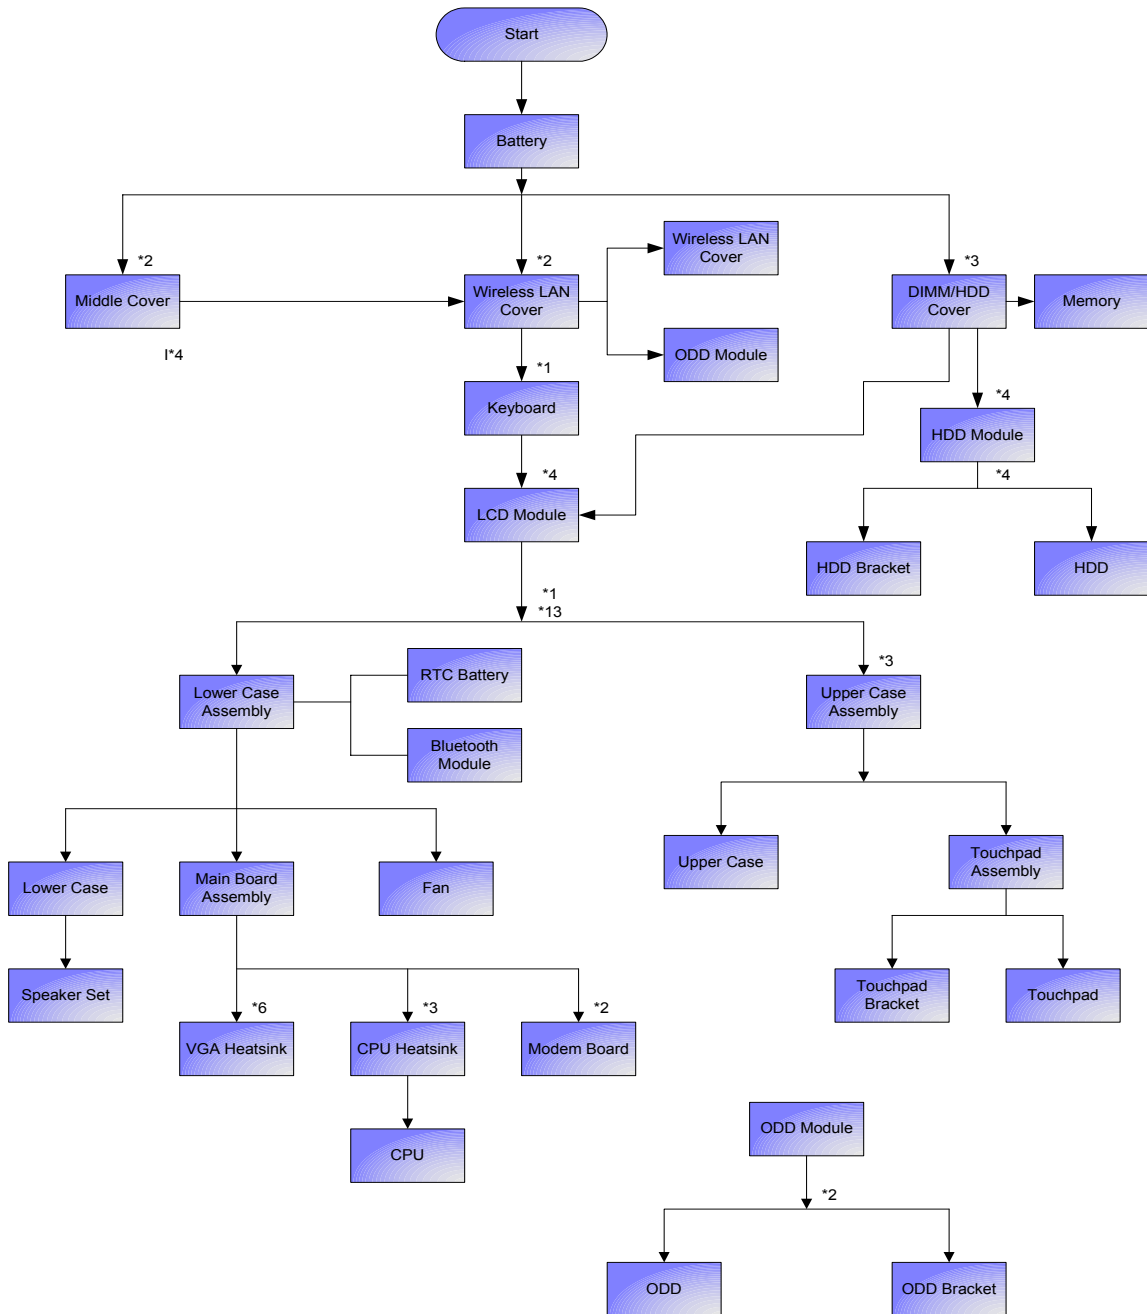 Start
Battery
*2
*2
*3
Wireless LAN
Cover
Middle Cover
Wireless LAN
Cover
DIMM/HDD
Cover
Memory
I*4
*1
ODD Module
Keyboard
*4
HDD Module
*4
*4
LCD Module
HDD Bracket
HDD
*1
*13
*3
RTC Battery
Lower Case
Assembly
Upper Case
Assembly
Bluetooth
Module
Lower Case
Main Board
Assembly
Fan
Upper Case
Touchpad
Assembly
Speaker Set
Touchpad
Bracket
Touchpad
*6
*3
*2
VGA Heatsink
CPU Heatsink
Modem Board
CPU
ODD Module
*2
ODD
ODD Bracket